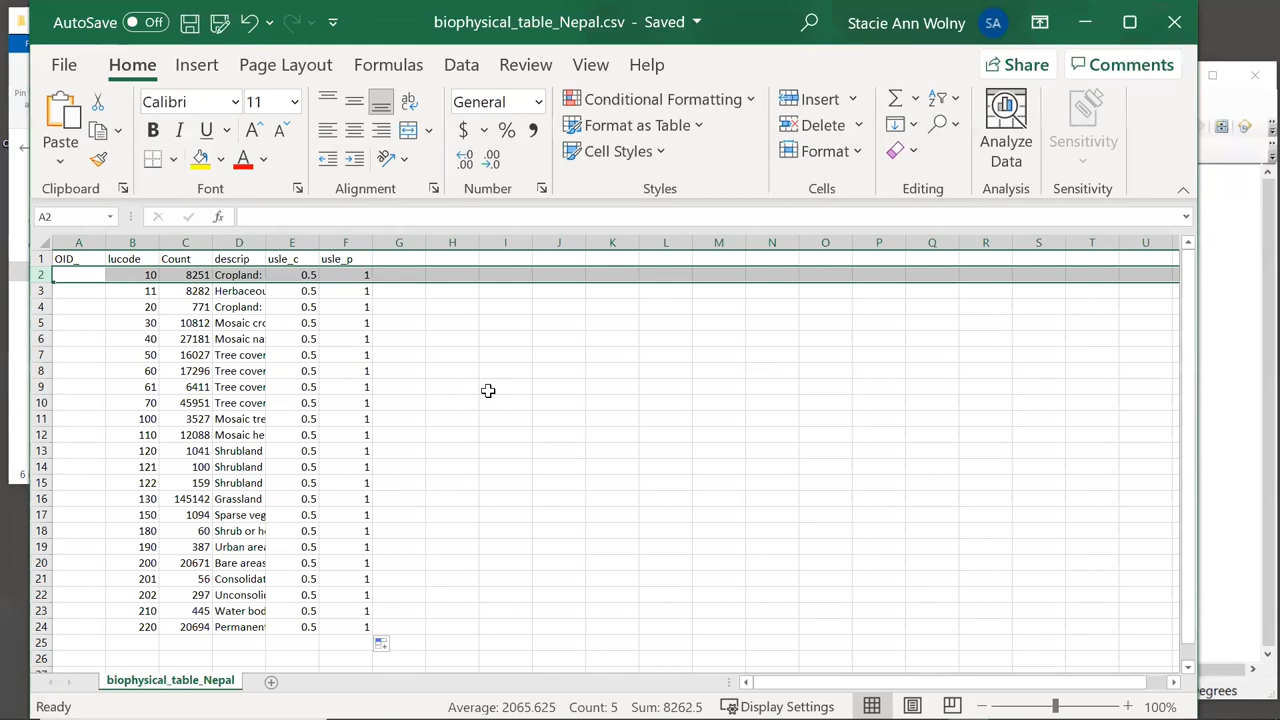 AutoSave Off biophysical_table_Nepal.csv - Saved Stacie Ann Wolny SA
File Home Insert Page Layout Formulas Data Review View Help Share Comments
Paste
Calibri 11
B I U
General
$ % ,
Conditional Formatting
Format as Table
Cell Styles
Insert
Delete
Format
Analyze Data
Sensitivity
Clipboard Font Alignment Number Styles Cells Editing Analysis Sensitivity
A2 fx
A B C D E F G H I J K L M N O P Q R S T U
1 OID_ lucode Count descrip usle_c usle_p
2 10 8251 Cropland: 0.5 1
3 11 8282 Herbaceou 0.5 1
4 20 771 Cropland: 0.5 1
5 30 10812 Mosaic cro 0.5 1
6 40 27181 Mosaic na 0.5 1
7 50 16027 Tree cover 0.5 1
8 60 17296 Tree cover 0.5 1
9 61 6411 Tree cover 0.5 1
10 70 45951 Tree cover 0.5 1
11 100 3527 Mosaic tre 0.5 1
12 110 12088 Mosaic he 0.5 1
13 120 1041 Shrubland 0.5 1
14 121 100 Shrubland 0.5 1
15 122 159 Shrubland 0.5 1
16 130 145142 Grassland 0.5 1
17 150 1094 Sparse veg 0.5 1
18 180 60 Shrub or h 0.5 1
19 190 387 Urban area 0.5 1
20 200 20671 Bare areas 0.5 1
21 201 56 Consolidat 0.5 1
22 202 297 Unconsoli 0.5 1
23 210 445 Water bod 0.5 1
24 220 20694 Permanen 0.5 1
25
26
biophysical_table_Nepal
Ready Average: 2065.625 Count: 5 Sum: 8262.5 Display Settings 100%